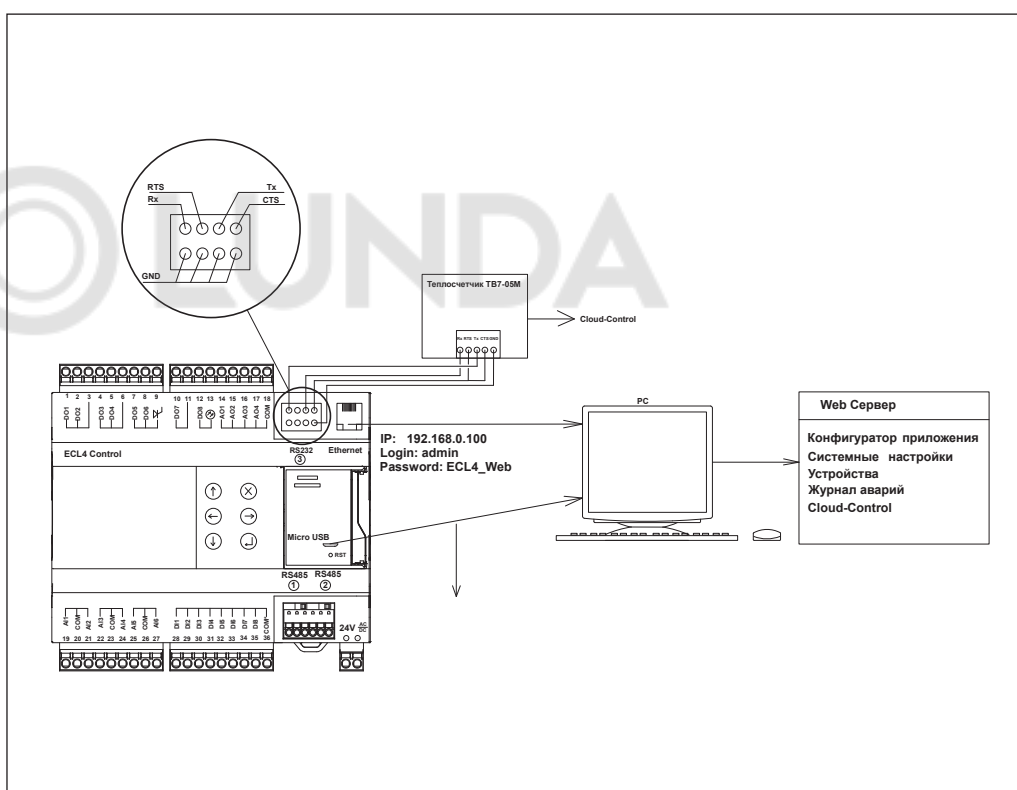 LUNDA
RTS
Tx
Rx
CTS
GND
Теплосчетчик ТВ7-05М
Rx RTS Tx CTS GND
Cloud-Control
1 2 3 4 5 6 7 8 9 10 11 12 13 14 15 16 17 18
DO1 DO2 DO3 DO4 DO5 DO6 DO7 DO8 AO1 AO2 AO3 AO4 COM
ECL4 Control
RS232
3
Ethernet
IP: 192.168.0.100
Login: admin
Password: ECL4_Web
Micro USB
RST
RS485 RS485
1 2
AI1 COM AI2 AI3 COM AI4 AI5 COM AI6 DI1 DI2 DI3 DI4 DI5 DI6 DI7 DI8 COM
19 20 21 22 23 24 25 26 27 28 29 30 31 32 33 34 35 36
24V AC DC
PC
Web Сервер
Конфигуратор приложения
Системные настройки
Устройства
Журнал аварий
Cloud-Control